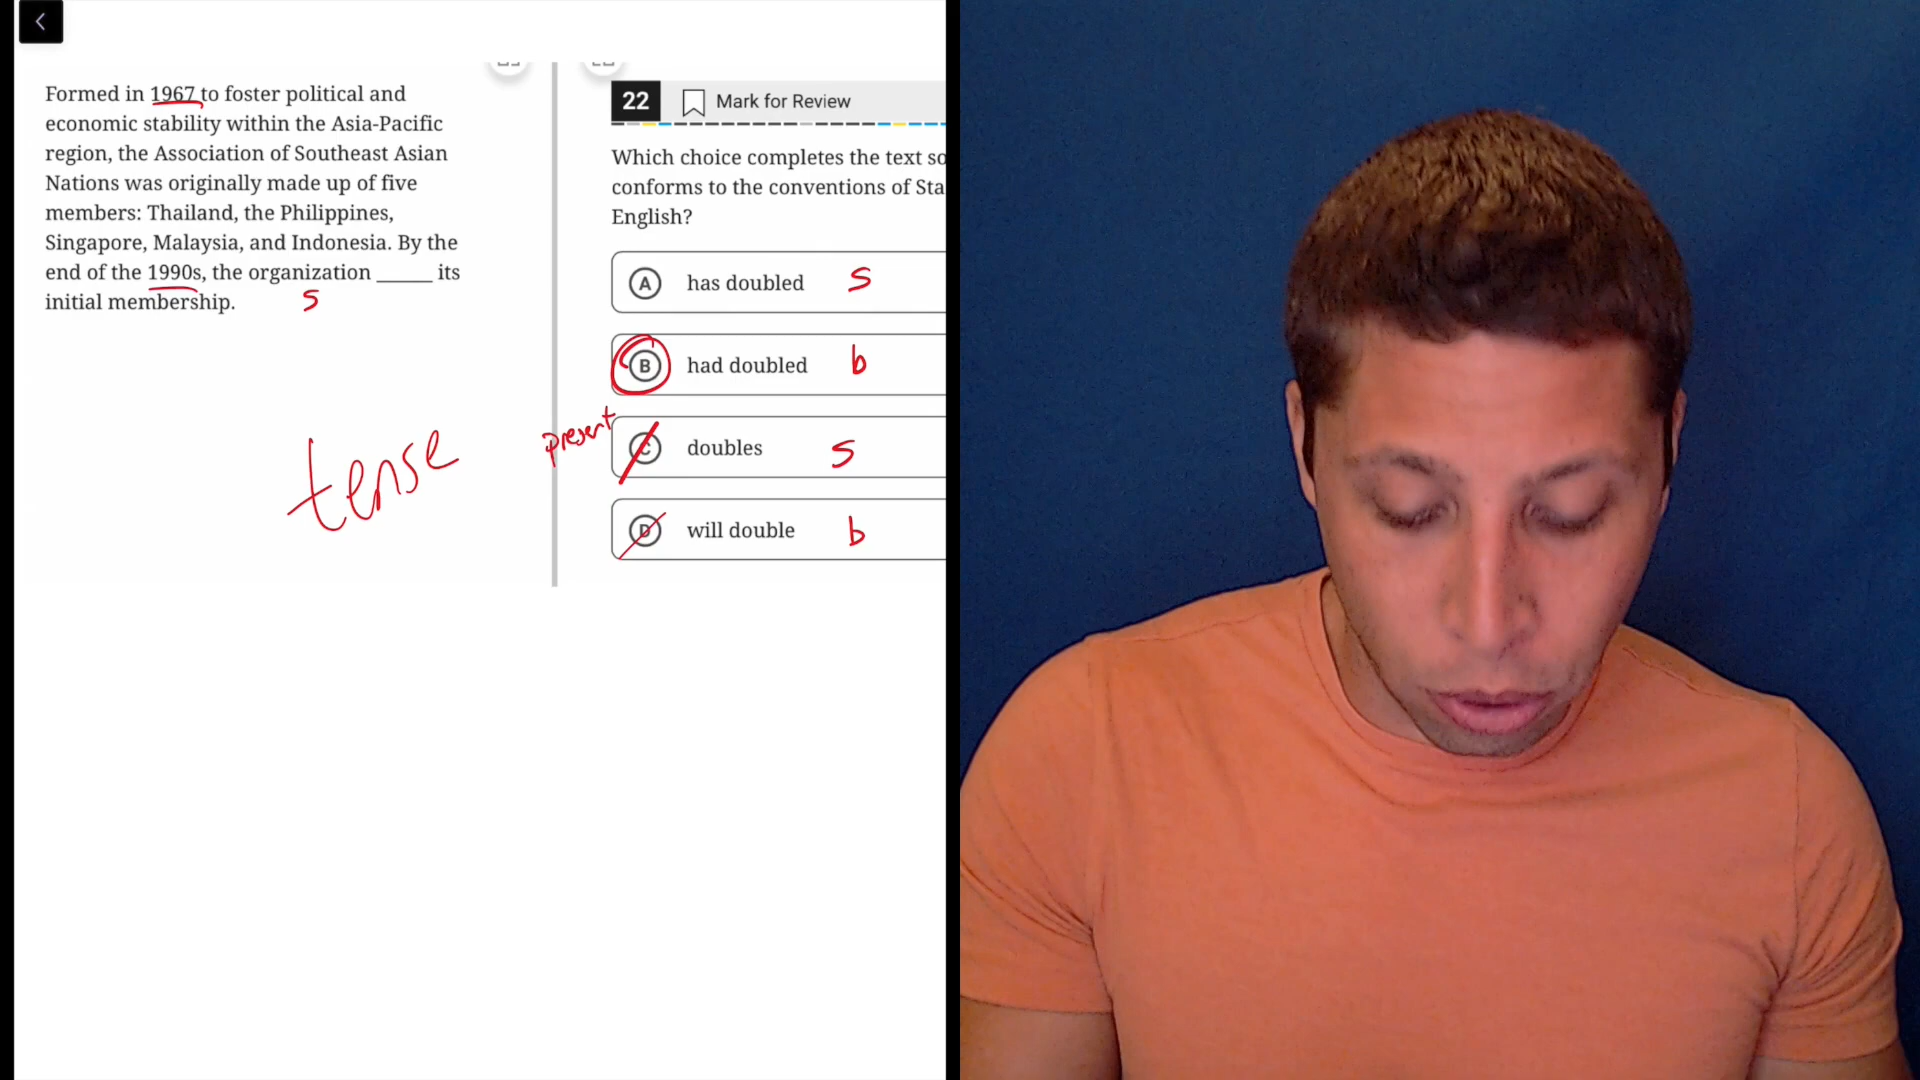 Formed in 1967 to foster political and
economic stability within the Asia-Pacific
region, the Association of Southeast Asian
Nations was originally made up of five
members: Thailand, the Philippines,
Singapore, Malaysia, and Indonesia. By the
end of the 1990s, the organization ______ its
initial membership.
s
tense
22 Mark for Review
Which choice completes the text so
conforms to the conventions of Sta
English?
A has doubled s
B had doubled b
present
C doubles s
D will double b